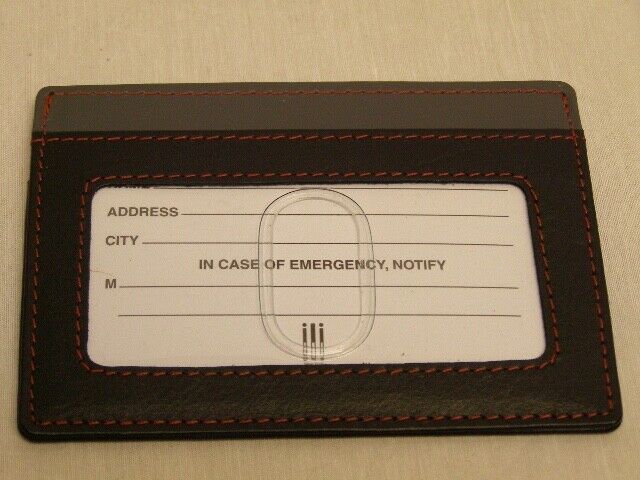 ADDRESS
CITY
IN CASE OF EMERGENCY, NOTIFY
M
ili